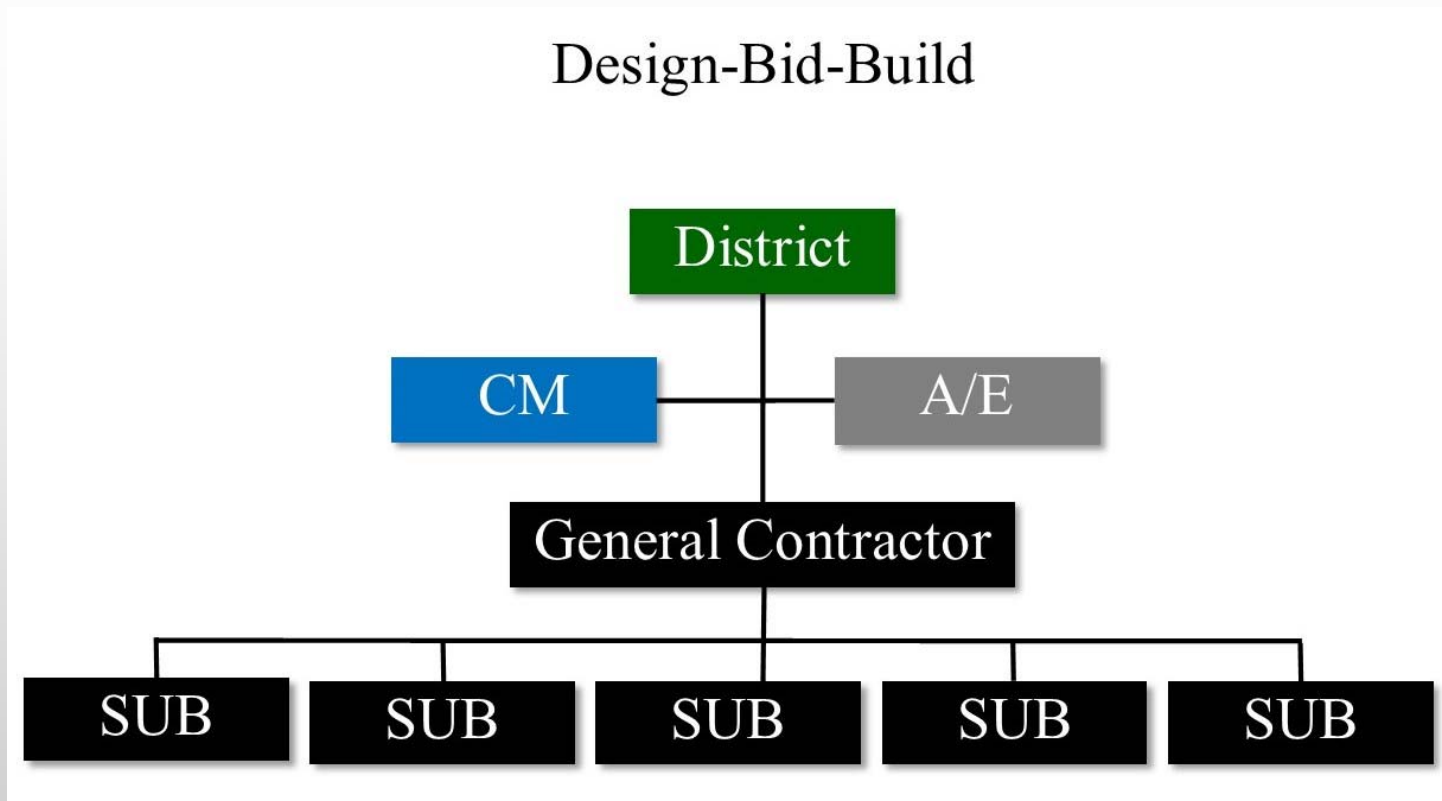 Design-Bid-Build
District
CM
A/E
General Contractor
SUB
SUB
SUB
SUB
SUB